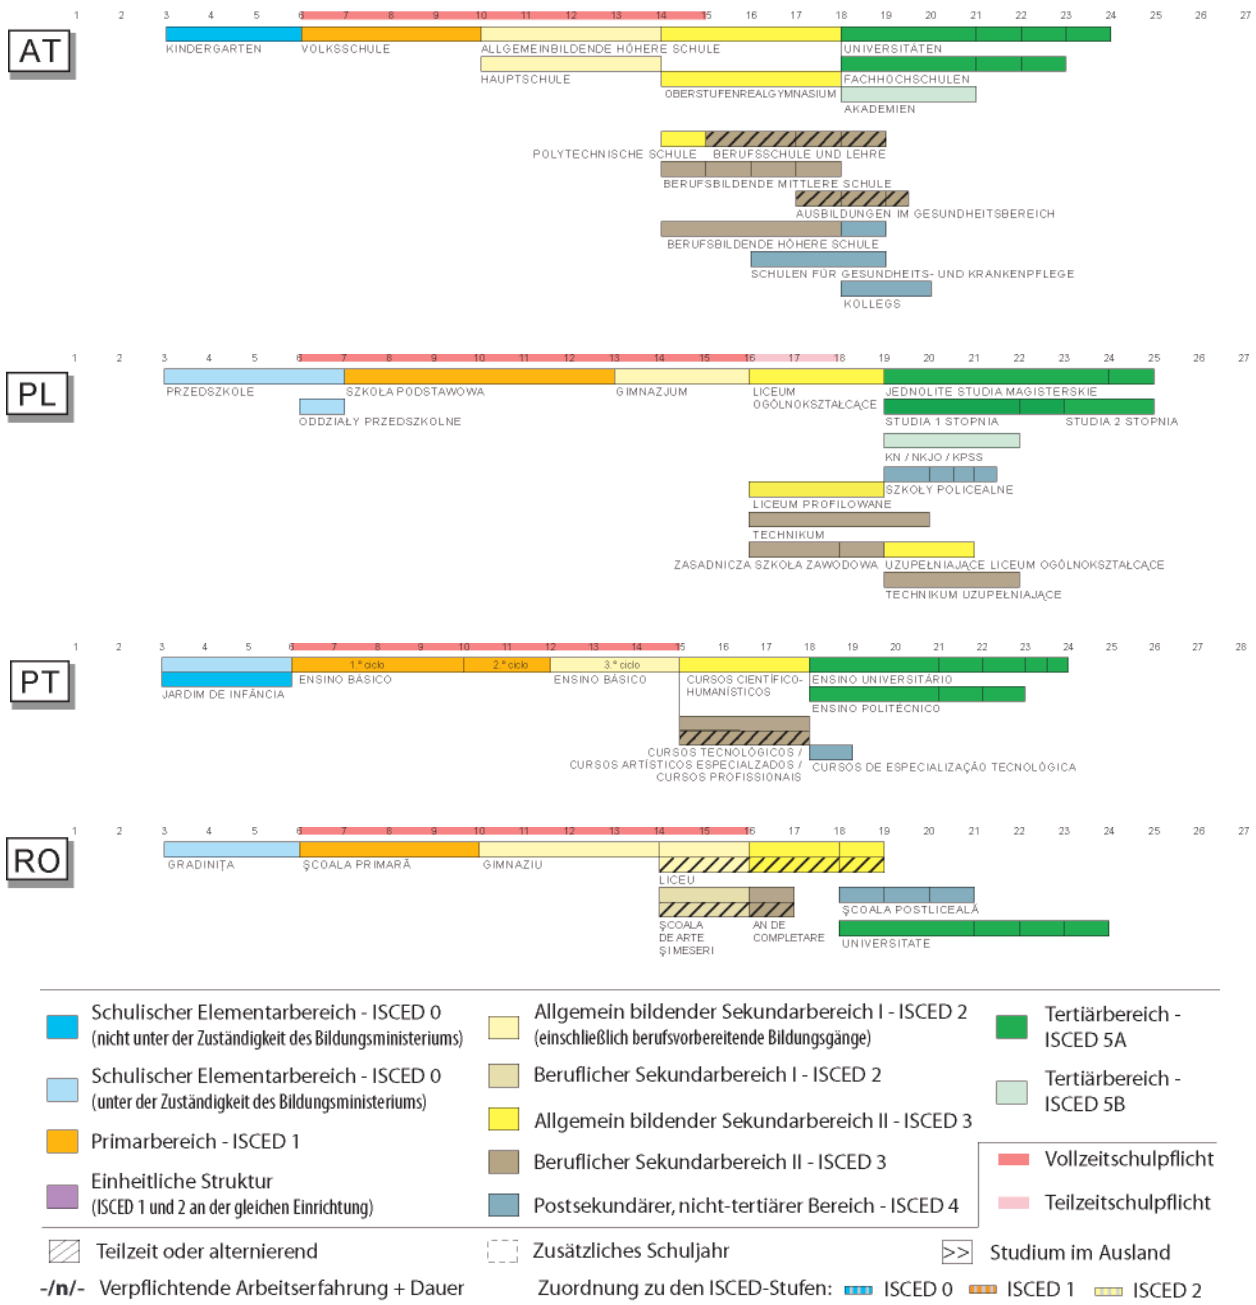 1 2 3 4 5 6 7 8 9 10 11 12 13 14 15 16 17 18 19 20 21 22 23 24 25 26 27
AT
KINDERGARTEN VOLKSSCHULE ALLGEMEINBILDENDE HÖHERE SCHULE UNIVERSITÄTEN
HAUPTSCHULE FACHHOCHSCHULEN
OBERSTUFENREALGYMNASIUM
AKADEMIEN
POLYTECHNISCHE SCHULE BERUFSSCHULE UND LEHRE
BERUFSBILDENDE MITTLERE SCHULE
AUSBILDUNGEN IM GESUNDHEITSBEREICH
BERUFSBILDENDE HÖHERE SCHULE
SCHULEN FÜR GESUNDHEITS- UND KRANKENPFLEGE
KOLLEGS
1 2 3 4 5 6 7 8 9 10 11 12 13 14 15 16 17 18 19 20 21 22 23 24 25 26 27
PL
PRZEDSZKOLE SZKOŁA PODSTAWOWA GIMNAZJUM LICEUM OGÓLNOKSZTAŁCĄCE JEDNOLITE STUDIA MAGISTERSKIE
ODDZIAŁY PRZEDSZKOLNE STUDIA 1 STOPNIA STUDIA 2 STOPNIA
KN / NKJO / KPSS
SZKOŁY POLICEALNE
LICEUM PROFILOWANE
TECHNIKUM
ZASADNICZA SZKOŁA ZAWODOWA UZUPEŁNIAJĄCE LICEUM OGÓLNOKSZTAŁCĄCE
TECHNIKUM UZUPEŁNIAJĄCE
1 2 3 4 5 6 7 8 9 10 11 12 13 14 15 16 17 18 19 20 21 22 23 24 25 26 27 28
PT
1.º ciclo 2.º ciclo 3.º ciclo
ENSINO BÁSICO ENSINO BÁSICO CURSOS CIENTÍFICO-
HUMANÍSTICOS
ENSINO UNIVERSITÁRIO
JARDIM DE INFÂNCIA
ENSINO POLITÉCNICO
CURSOS TECNOLÓGICOS /
CURSOS ARTÍSTICOS ESPECIALZADOS /
CURSOS PROFISSIONAIS
CURSOS DE ESPECIALIZAÇÃO TECNOLÓGICA
1 2 3 4 5 6 7 8 9 10 11 12 13 14 15 16 17 18 19 20 21 22 23 24 25 26 27
RO
GRADINIȚA ȘCOALA PRIMARĂ GIMNAZIU
LICEU
ȘCOALA
DE ARTE
ȘI MESERI
AN DE
COMPLETARE
ȘCOALA POSTLICEALĂ
UNIVERSITATE
Schulischer Elementarbereich - ISCED 0
(nicht unter der Zuständigkeit des Bildungsministeriums)
Schulischer Elementarbereich - ISCED 0
(unter der Zuständigkeit des Bildungsministeriums)
Primarbereich - ISCED 1
Einheitliche Struktur
(ISCED 1 und 2 an der gleichen Einrichtung)
Allgemein bildender Sekundarbereich I - ISCED 2
(einschließlich berufsvorbereitende Bildungsgänge)
Beruflicher Sekundarbereich I - ISCED 2
Allgemein bildender Sekundarbereich II - ISCED 3
Beruflicher Sekundarbereich II - ISCED 3
Postsekundärer, nicht-tertiärer Bereich - ISCED 4
Tertiärbereich -
ISCED 5A
Tertiärbereich -
ISCED 5B
Vollzeitschulpflicht
Teilzeitschulpflicht
Teilzeit oder alternierend
Zusätzliches Schuljahr
>> Studium im Ausland
-/n/- Verpflichtende Arbeitserfahrung + Dauer
Zuordnung zu den ISCED-Stufen: ISCED 0 ISCED 1 ISCED 2